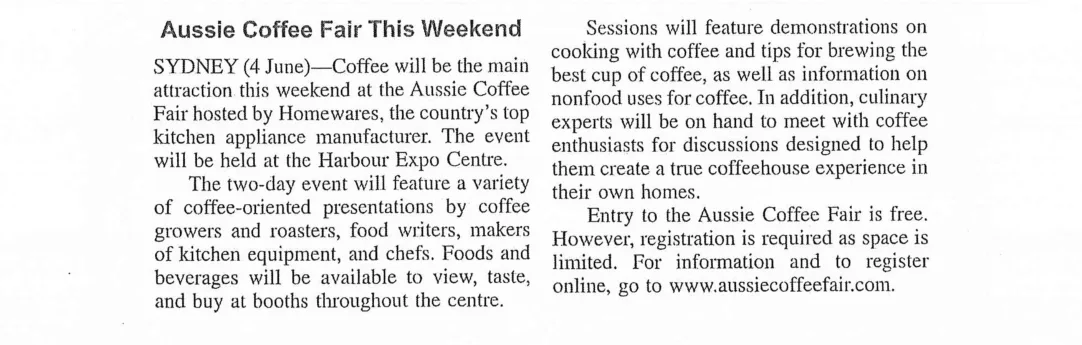 Aussie Coffee Fair This Weekend
SYDNEY (4 June)—Coffee will be the main
attraction this weekend at the Aussie Coffee
Fair hosted by Homewares, the country's top
kitchen appliance manufacturer. The event
will be held at the Harbour Expo Centre.
The two-day event will feature a variety
of coffee-oriented presentations by coffee
growers and roasters, food writers, makers
of kitchen equipment, and chefs. Foods and
beverages will be available to view, taste,
and buy at booths throughout the centre.
Sessions will feature demonstrations on
cooking with coffee and tips for brewing the
best cup of coffee, as well as information on
nonfood uses for coffee. In addition, culinary
experts will be on hand to meet with coffee
enthusiasts for discussions designed to help
them create a true coffeehouse experience in
their own homes.
Entry to the Aussie Coffee Fair is free.
However, registration is required as space is
limited. For information and to register
online, go to www.aussiecoffeefair.com.